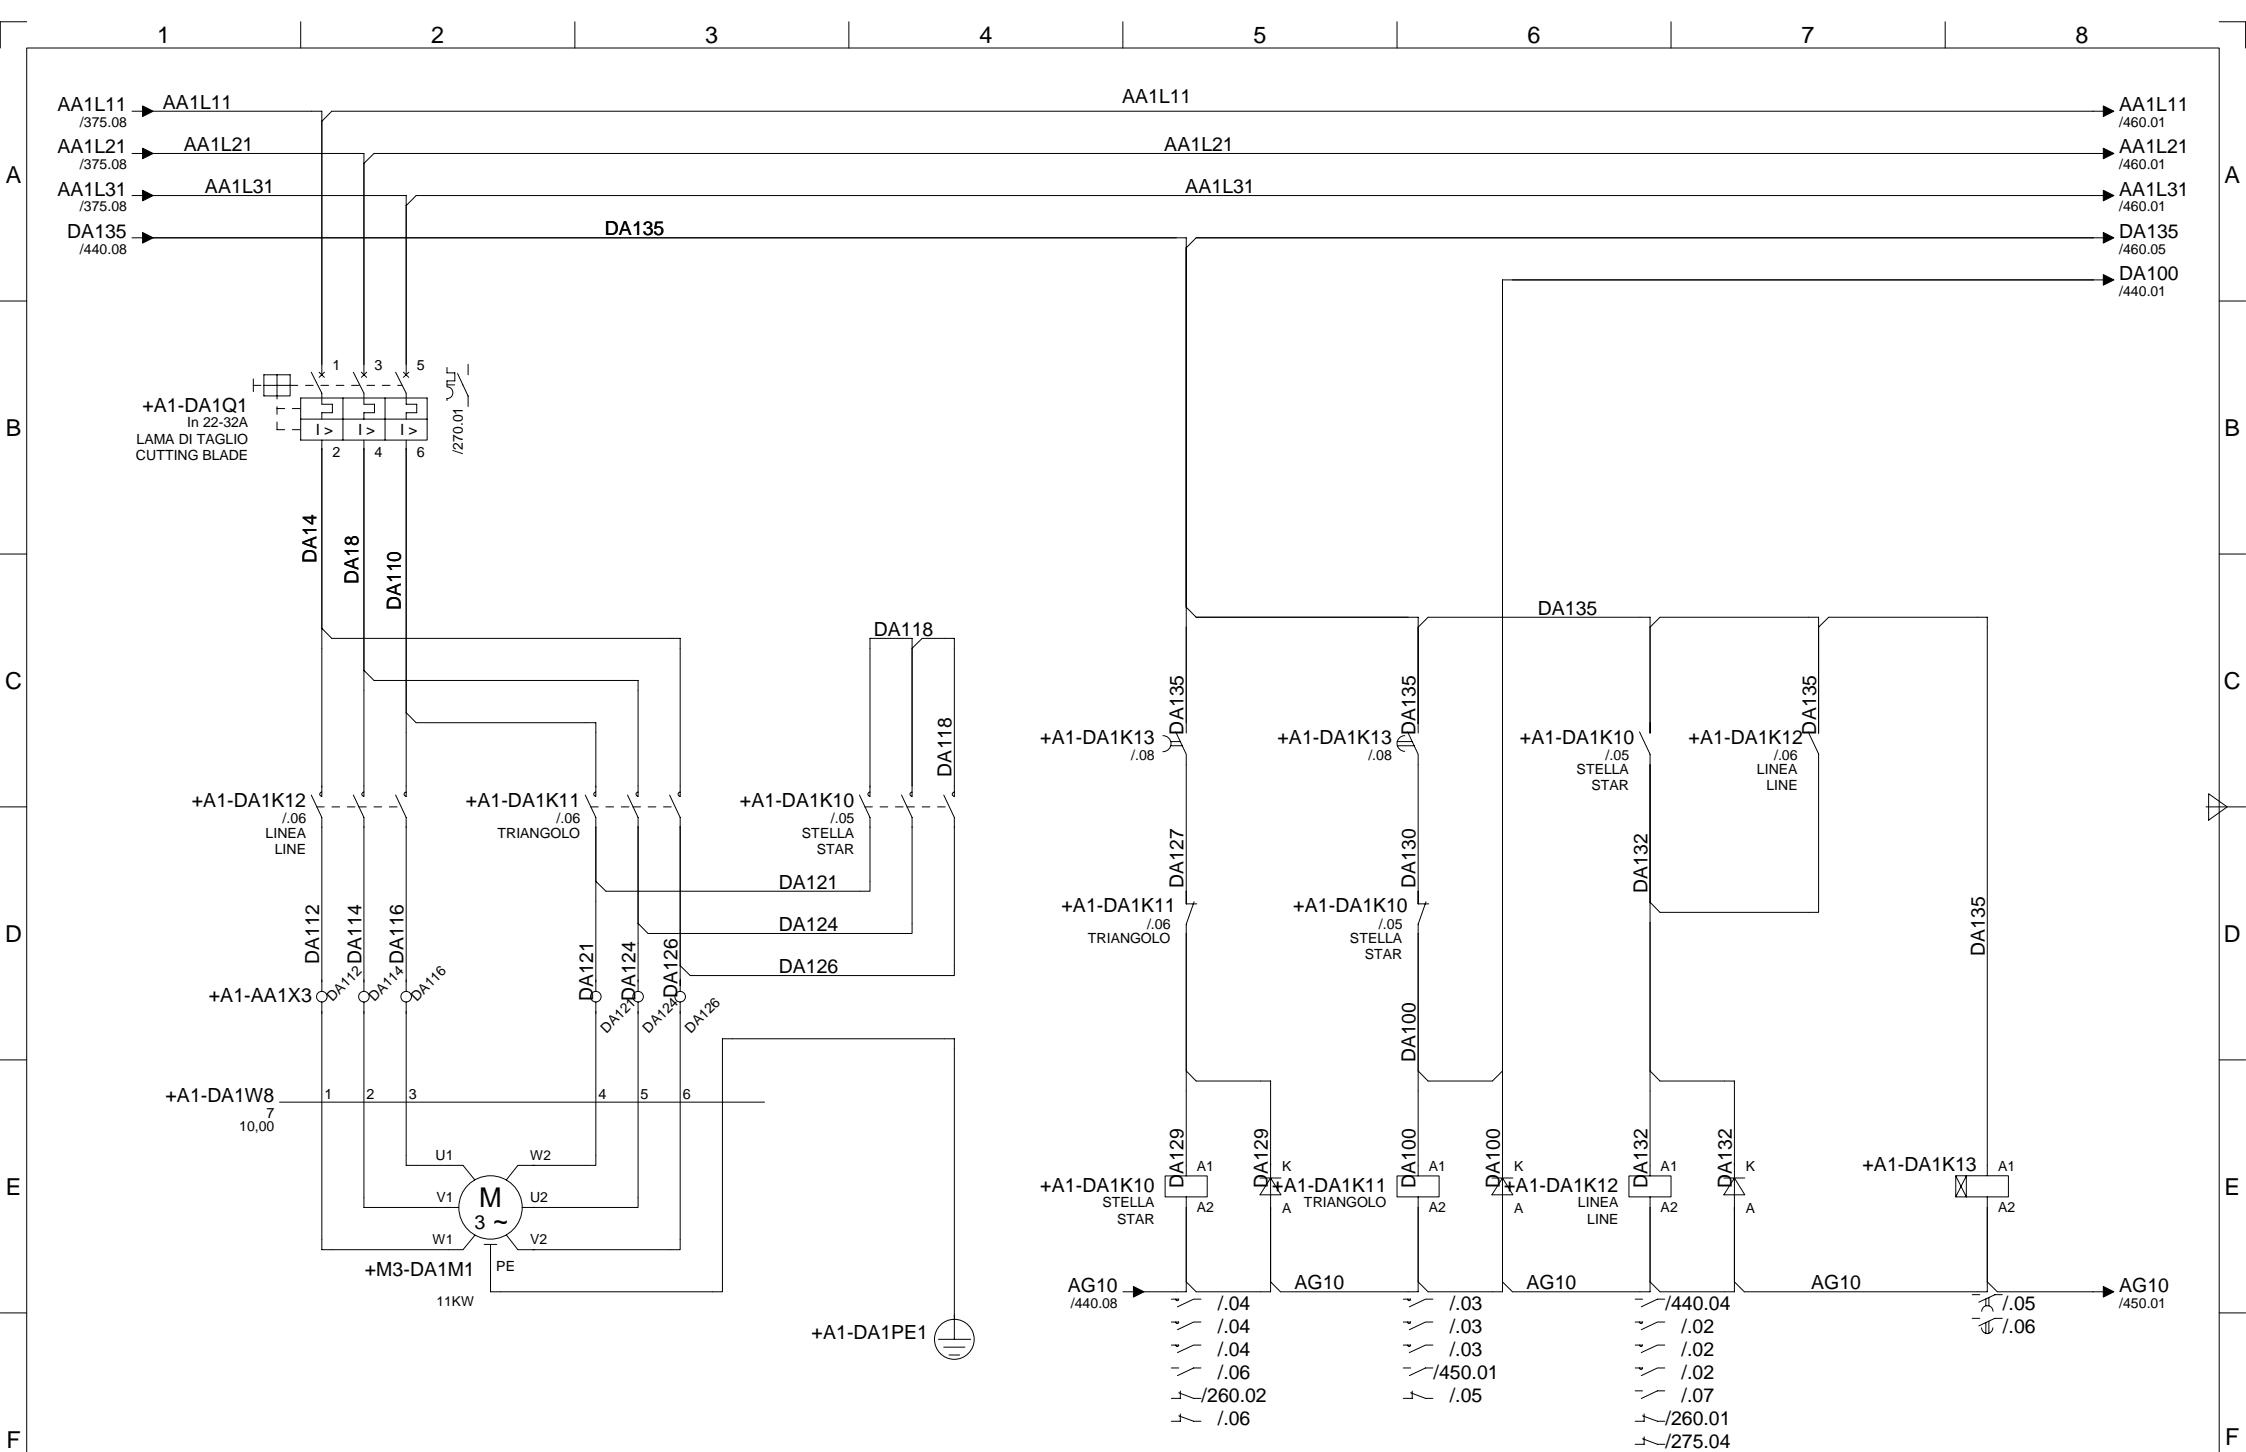 1 2 3 4 5 6 7 8
AA1L11 AA1L11 AA1L11 AA1L11
/375.08 /460.01
AA1L21 AA1L21 AA1L21 AA1L21
/375.08 /460.01
A A
AA1L31 AA1L31 AA1L31 AA1L31
/375.08 /460.01
DA135 DA135 DA135
/440.08 /460.05
DA100
/440.01
1 3 5
+A1-DA1Q1
In 22-32A
LAMA DI TAGLIO
CUTTING BLADE
I > I > I >
2 4 6
/270.01
B B
DA14 DA18 DA110
DA118 DA135
C C
DA118 DA135 DA135 DA135
+A1-DA1K13
/.08
+A1-DA1K13
/.08
+A1-DA1K10
/.05
STELLA
STAR
+A1-DA1K12
/.06
LINEA
LINE
+A1-DA1K12
/.06
LINEA
LINE
+A1-DA1K11
/.06
TRIANGOLO
+A1-DA1K10
/.05
STELLA
STAR
DA127 DA130 DA132
DA121
DA124
DA126
+A1-DA1K11
/.06
TRIANGOLO
+A1-DA1K10
/.05
STELLA
STAR
D D
DA112 DA114 DA116 DA121 DA124 DA126 DA135
+A1-AA1X3 DA112 DA114 DA116 DA121 DA124 DA126
DA100
+A1-DA1W8 1 2 3 4 5 6
7
10,00
U1 W2
V1 U2
W1 V2
M
3 ~
PE
+M3-DA1M1
11KW
E E
DA129 DA129 DA100 DA100 DA132 DA132
+A1-DA1K10
STELLA
STAR
A1
A2
K
A
+A1-DA1K11
TRIANGOLO
A1
A2
K
A
+A1-DA1K12
LINEA
LINE
A1
A2
K
A
+A1-DA1K13
A1
A2
AG10 AG10 AG10 AG10 AG10
/440.08 /450.01
+A1-DA1PE1
/.04 /.03 /440.04 /.05
/.04 /.03 /.02 /.06
/.04 /.03 /.02
/.06 /450.01 /.02
/260.02 /.05 /.07
/.06 /260.01
/275.04
F F